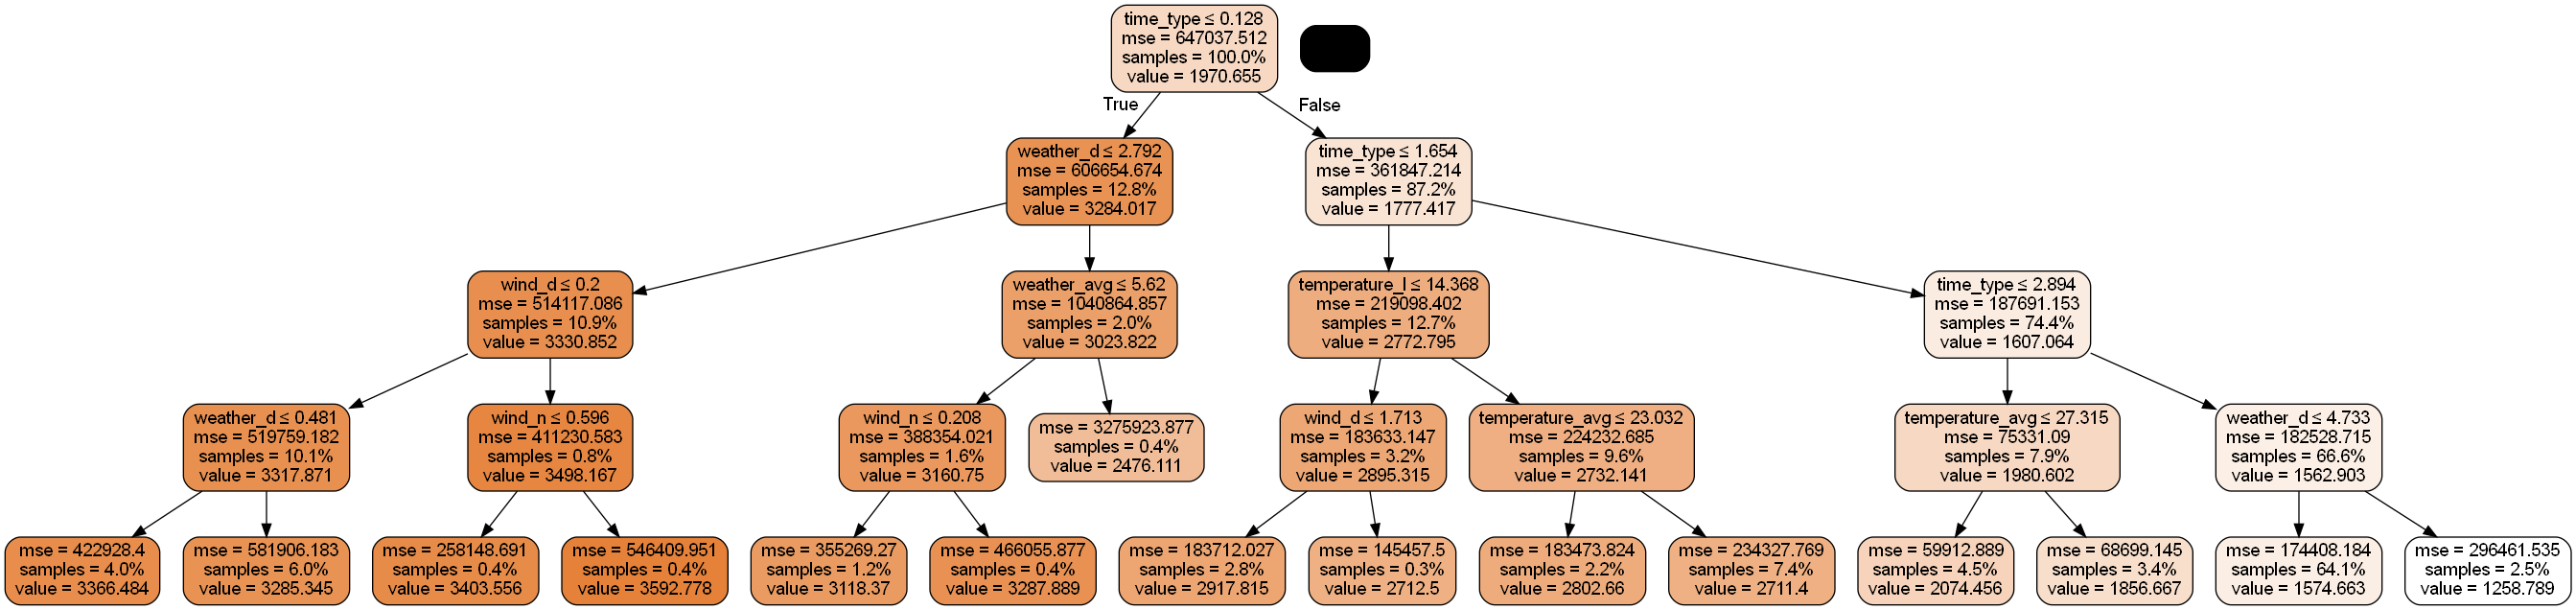 time_type ≤ 0.128
mse = 647037.512
samples = 100.0%
value = 1970.655
True
False
weather_d ≤ 2.792
mse = 606654.674
samples = 12.8%
value = 3284.017
time_type ≤ 1.654
mse = 361847.214
samples = 87.2%
value = 1777.417
wind_d ≤ 0.2
mse = 514117.086
samples = 10.9%
value = 3330.852
weather_avg ≤ 5.62
mse = 1040864.857
samples = 2.0%
value = 3023.822
temperature_l ≤ 14.368
mse = 219098.402
samples = 12.7%
value = 2772.795
time_type ≤ 2.894
mse = 187691.153
samples = 74.4%
value = 1607.064
weather_d ≤ 0.481
mse = 519759.182
samples = 10.1%
value = 3317.871
wind_n ≤ 0.596
mse = 411230.583
samples = 0.8%
value = 3498.167
wind_n ≤ 0.208
mse = 388354.021
samples = 1.6%
value = 3160.75
mse = 3275923.877
samples = 0.4%
value = 2476.111
wind_d ≤ 1.713
mse = 183633.147
samples = 3.2%
value = 2895.315
temperature_avg ≤ 23.032
mse = 224232.685
samples = 9.6%
value = 2732.141
temperature_avg ≤ 27.315
mse = 75331.09
samples = 7.9%
value = 1980.602
weather_d ≤ 4.733
mse = 182528.715
samples = 66.6%
value = 1562.903
mse = 422928.4
samples = 4.0%
value = 3366.484
mse = 581906.183
samples = 6.0%
value = 3285.345
mse = 258148.691
samples = 0.4%
value = 3403.556
mse = 546409.951
samples = 0.4%
value = 3592.778
mse = 355269.27
samples = 1.2%
value = 3118.37
mse = 466055.877
samples = 0.4%
value = 3287.889
mse = 183712.027
samples = 2.8%
value = 2917.815
mse = 145457.5
samples = 0.3%
value = 2712.5
mse = 183473.824
samples = 2.2%
value = 2802.66
mse = 234327.769
samples = 7.4%
value = 2711.4
mse = 59912.889
samples = 4.5%
value = 2074.456
mse = 68699.145
samples = 3.4%
value = 1856.667
mse = 174408.184
samples = 64.1%
value = 1574.663
mse = 296461.535
samples = 2.5%
value = 1258.789